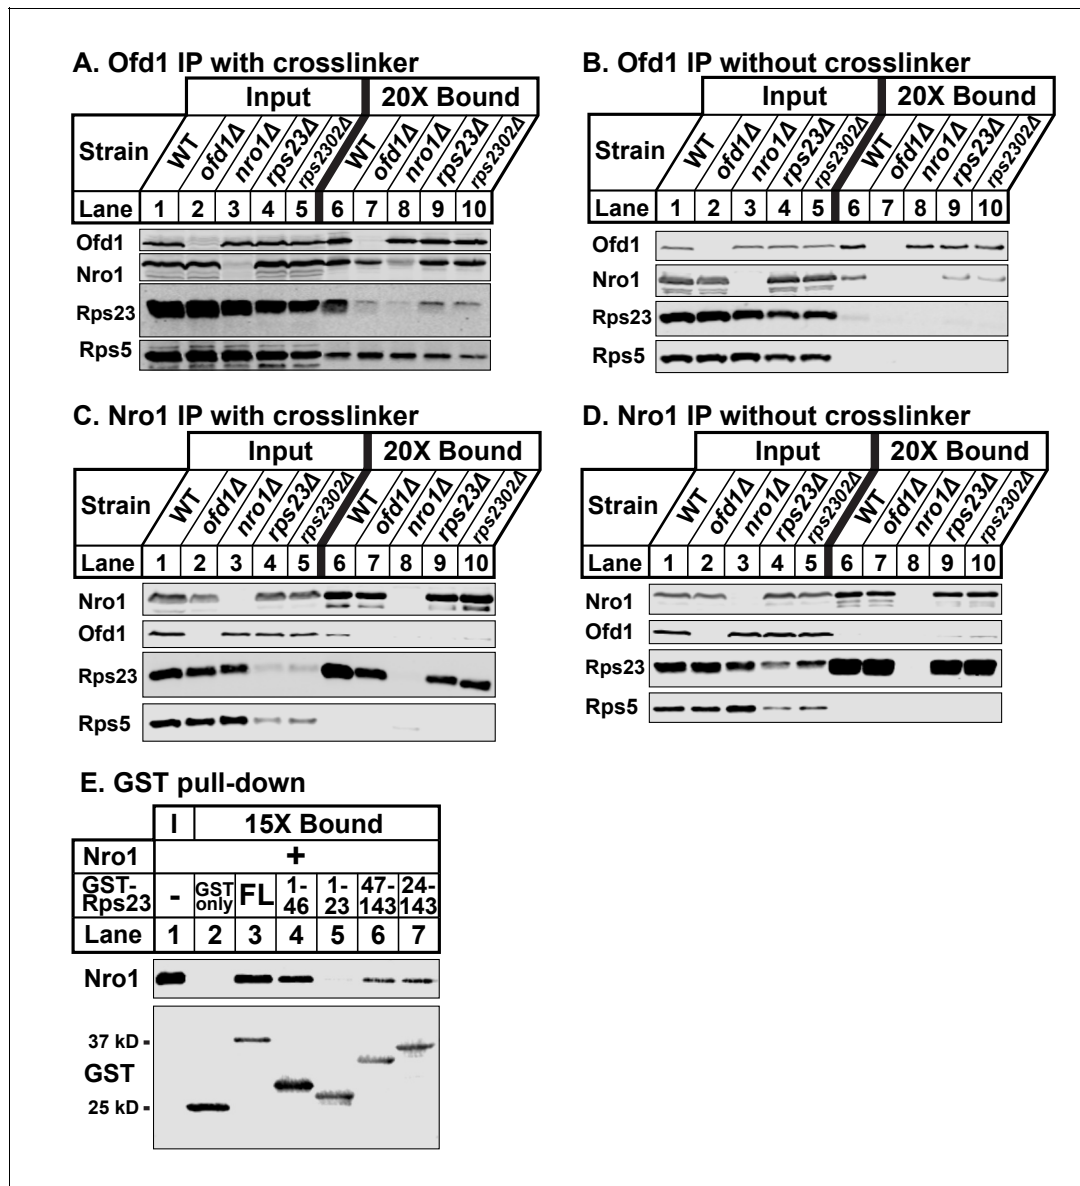 A. Ofd1 IP with crosslinker
Input 20X Bound
Strain WT ofd1Δ nro1Δ rps23Δ rps2302Δ WT ofd1Δ nro1Δ rps23Δ rps2302Δ
Lane 1 2 3 4 5 6 7 8 9 10
Ofd1
Nro1
Rps23
Rps5
B. Ofd1 IP without crosslinker
Input 20X Bound
Strain WT ofd1Δ nro1Δ rps23Δ rps2302Δ WT ofd1Δ nro1Δ rps23Δ rps2302Δ
Lane 1 2 3 4 5 6 7 8 9 10
Ofd1
Nro1
Rps23
Rps5
C. Nro1 IP with crosslinker
Input 20X Bound
Strain WT ofd1Δ nro1Δ rps23Δ rps2302Δ WT ofd1Δ nro1Δ rps23Δ rps2302Δ
Lane 1 2 3 4 5 6 7 8 9 10
Nro1
Ofd1
Rps23
Rps5
D. Nro1 IP without crosslinker
Input 20X Bound
Strain WT ofd1Δ nro1Δ rps23Δ rps2302Δ WT ofd1Δ nro1Δ rps23Δ rps2302Δ
Lane 1 2 3 4 5 6 7 8 9 10
Nro1
Ofd1
Rps23
Rps5
E. GST pull-down
I 15X Bound
Nro1 +
GST-Rps23 - GST only FL 1-46 1-23 47-143 24-143
Lane 1 2 3 4 5 6 7
Nro1
37 kD -
GST
25 kD -